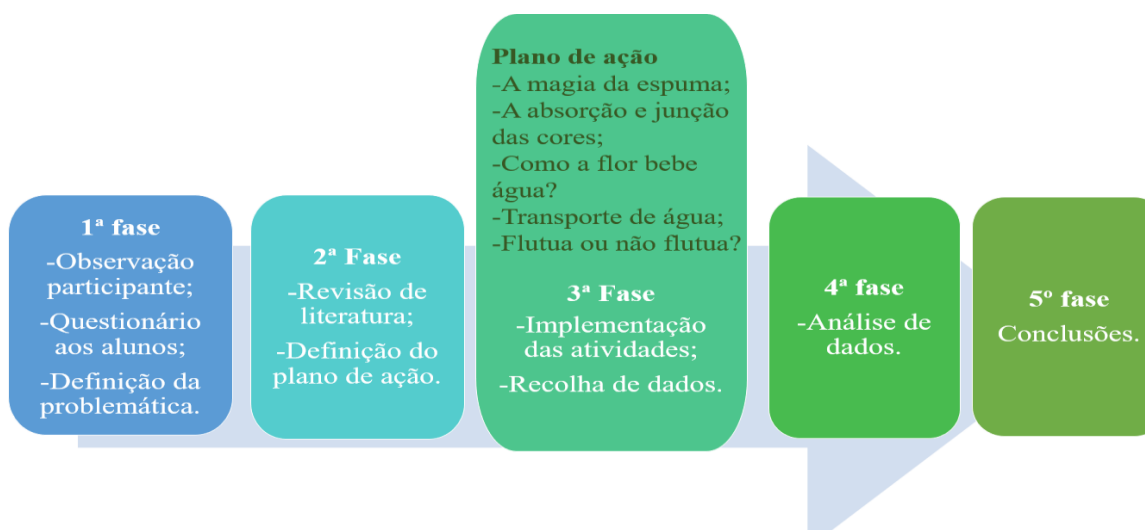 1ª fase
-Observação
participante;
-Questionário
aos alunos;
-Definição da
problemática.
2ª Fase
-Revisão de
literatura;
-Definição do
plano de ação.
Plano de ação
-A magia da espuma;
-A absorção e junção
das cores;
-Como a flor bebe
água?
-Transporte de água;
-Flutua ou não flutua?
3ª Fase
-Implementação
das atividades;
-Recolha de dados.
4ª fase
-Análise de
dados.
5º fase
Conclusões.